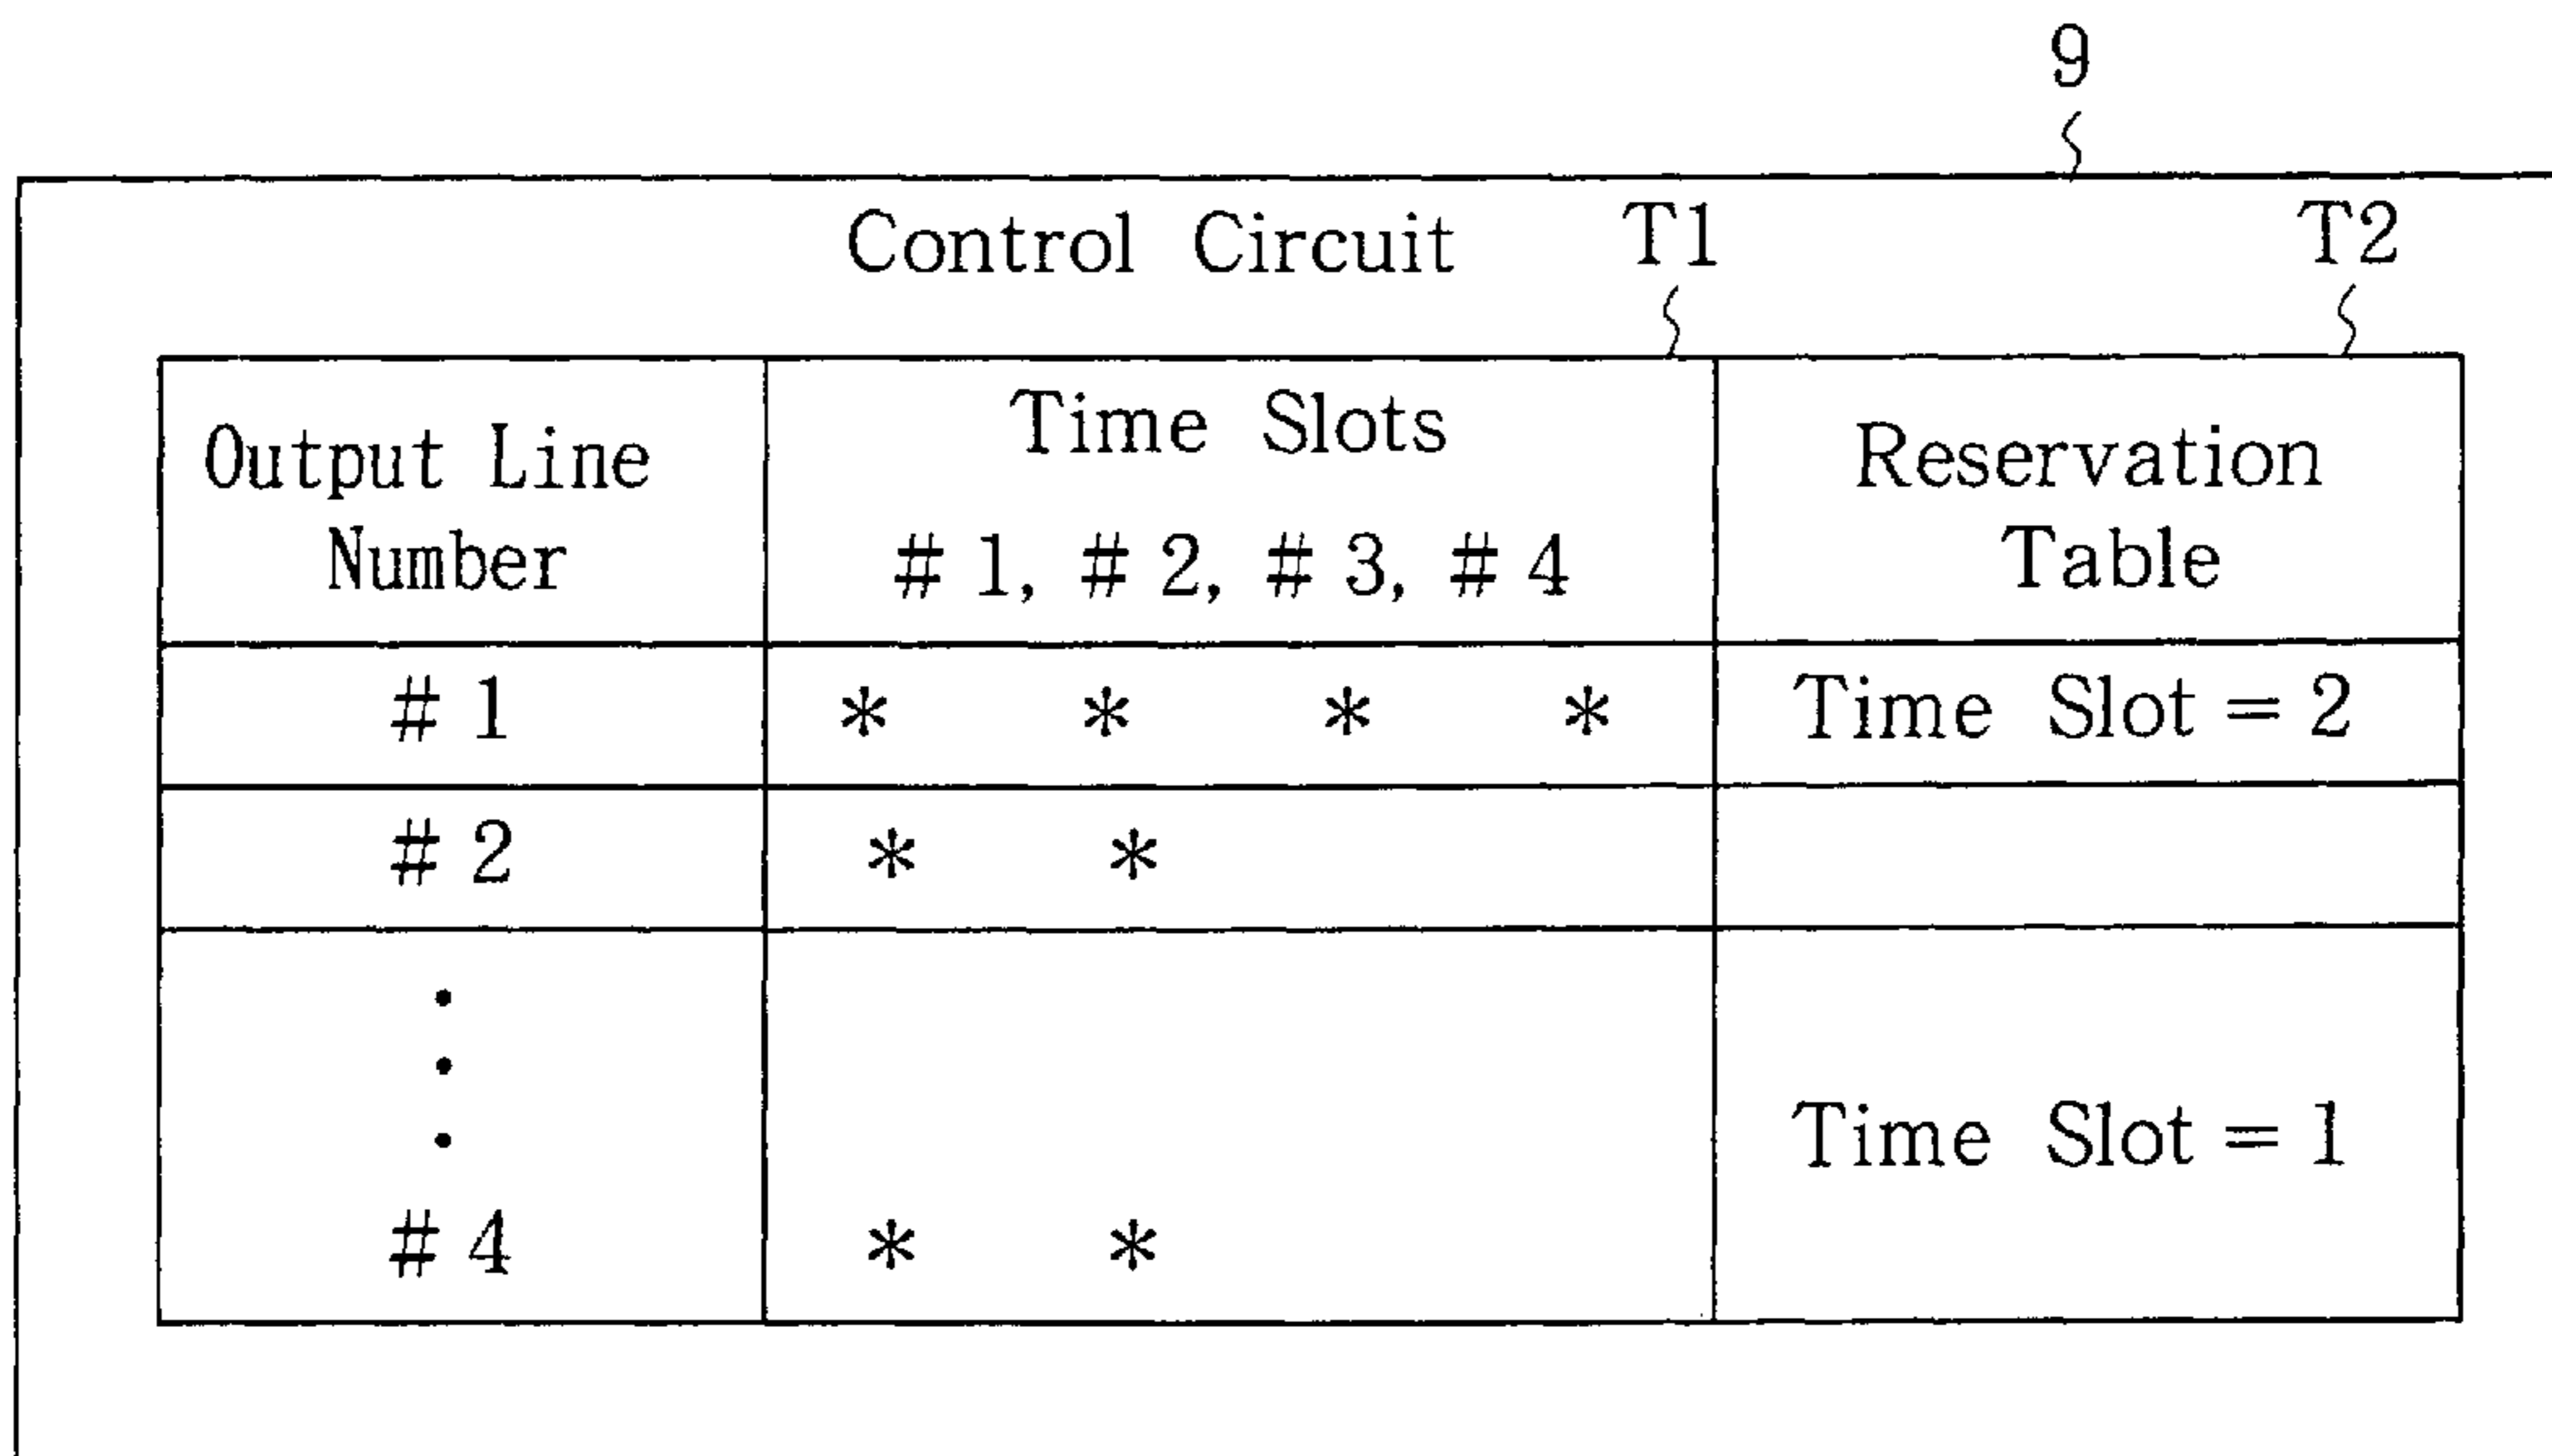 9
Control Circuit T1 T2
Output Line Number
Time Slots
# 1, # 2, # 3, # 4
Reservation Table
# 1 * * * * Time Slot = 2
# 2 * *
Time Slot = 1
# 4 * *